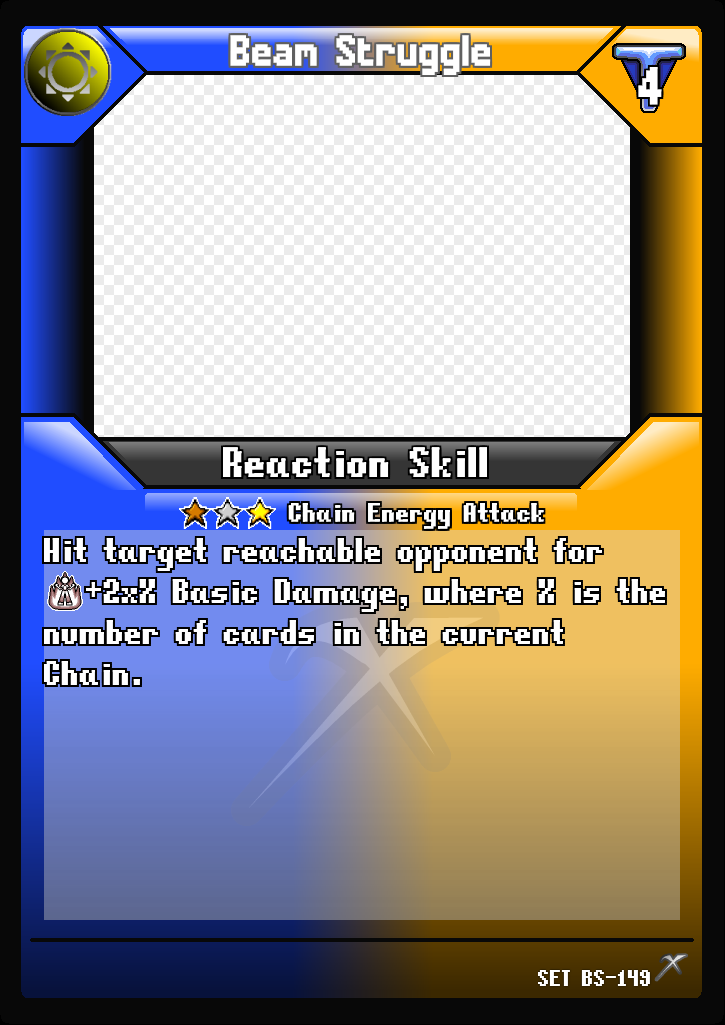 Beam Struggle
4
Reaction Skill
Chain Energy Attack
Hit target reachable opponent for
+2xX Basic Damage, where X is the
number of cards in the current
Chain.
SET BS-149